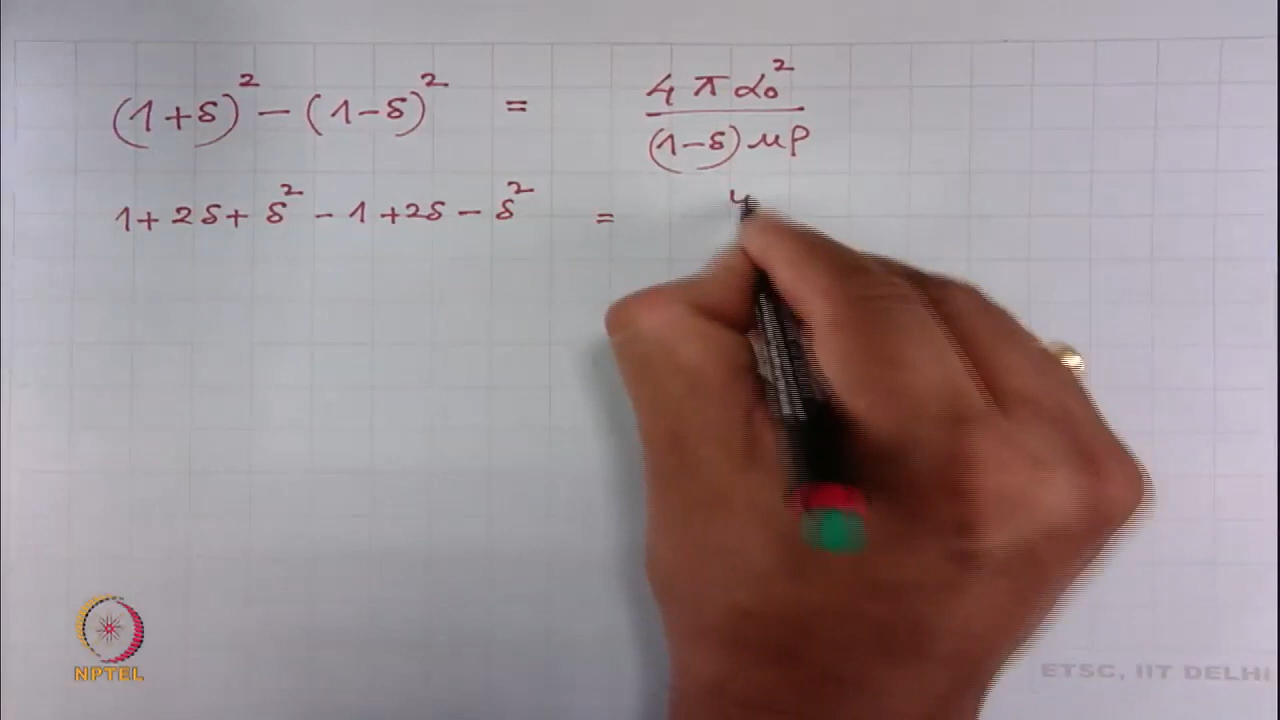 (1+δ)² − (1−δ)² = 4πα₀² / (1−δ)μρ
1+2δ+δ² − 1+2δ−δ² = 4
NPTEL
ETSC, IIT DELHI